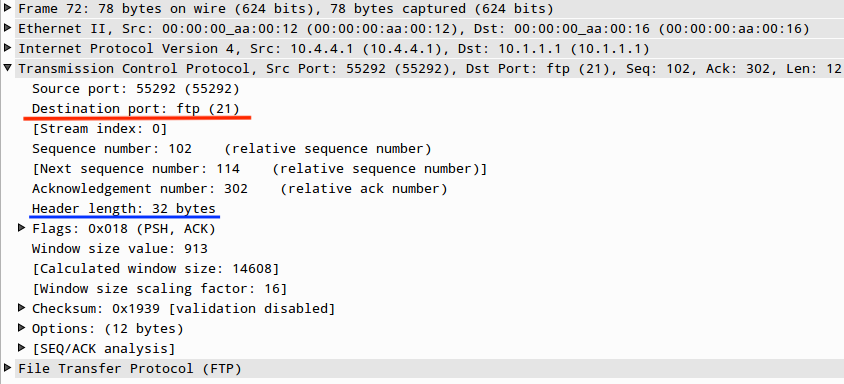 Frame 72: 78 bytes on wire (624 bits), 78 bytes captured (624 bits)
Ethernet II, Src: 00:00:00_aa:00:12 (00:00:00:aa:00:12), Dst: 00:00:00_aa:00:16 (00:00:00:aa:00:16)
Internet Protocol Version 4, Src: 10.4.4.1 (10.4.4.1), Dst: 10.1.1.1 (10.1.1.1)
Transmission Control Protocol, Src Port: 55292 (55292), Dst Port: ftp (21), Seq: 102, Ack: 302, Len: 12
Source port: 55292 (55292)
Destination port: ftp (21)
[Stream index: 0]
Sequence number: 102    (relative sequence number)
[Next sequence number: 114    (relative sequence number)]
Acknowledgement number: 302    (relative ack number)
Header length: 32 bytes
Flags: 0x018 (PSH, ACK)
Window size value: 913
[Calculated window size: 14608]
[Window size scaling factor: 16]
Checksum: 0x1939 [validation disabled]
Options: (12 bytes)
[SEQ/ACK analysis]
File Transfer Protocol (FTP)